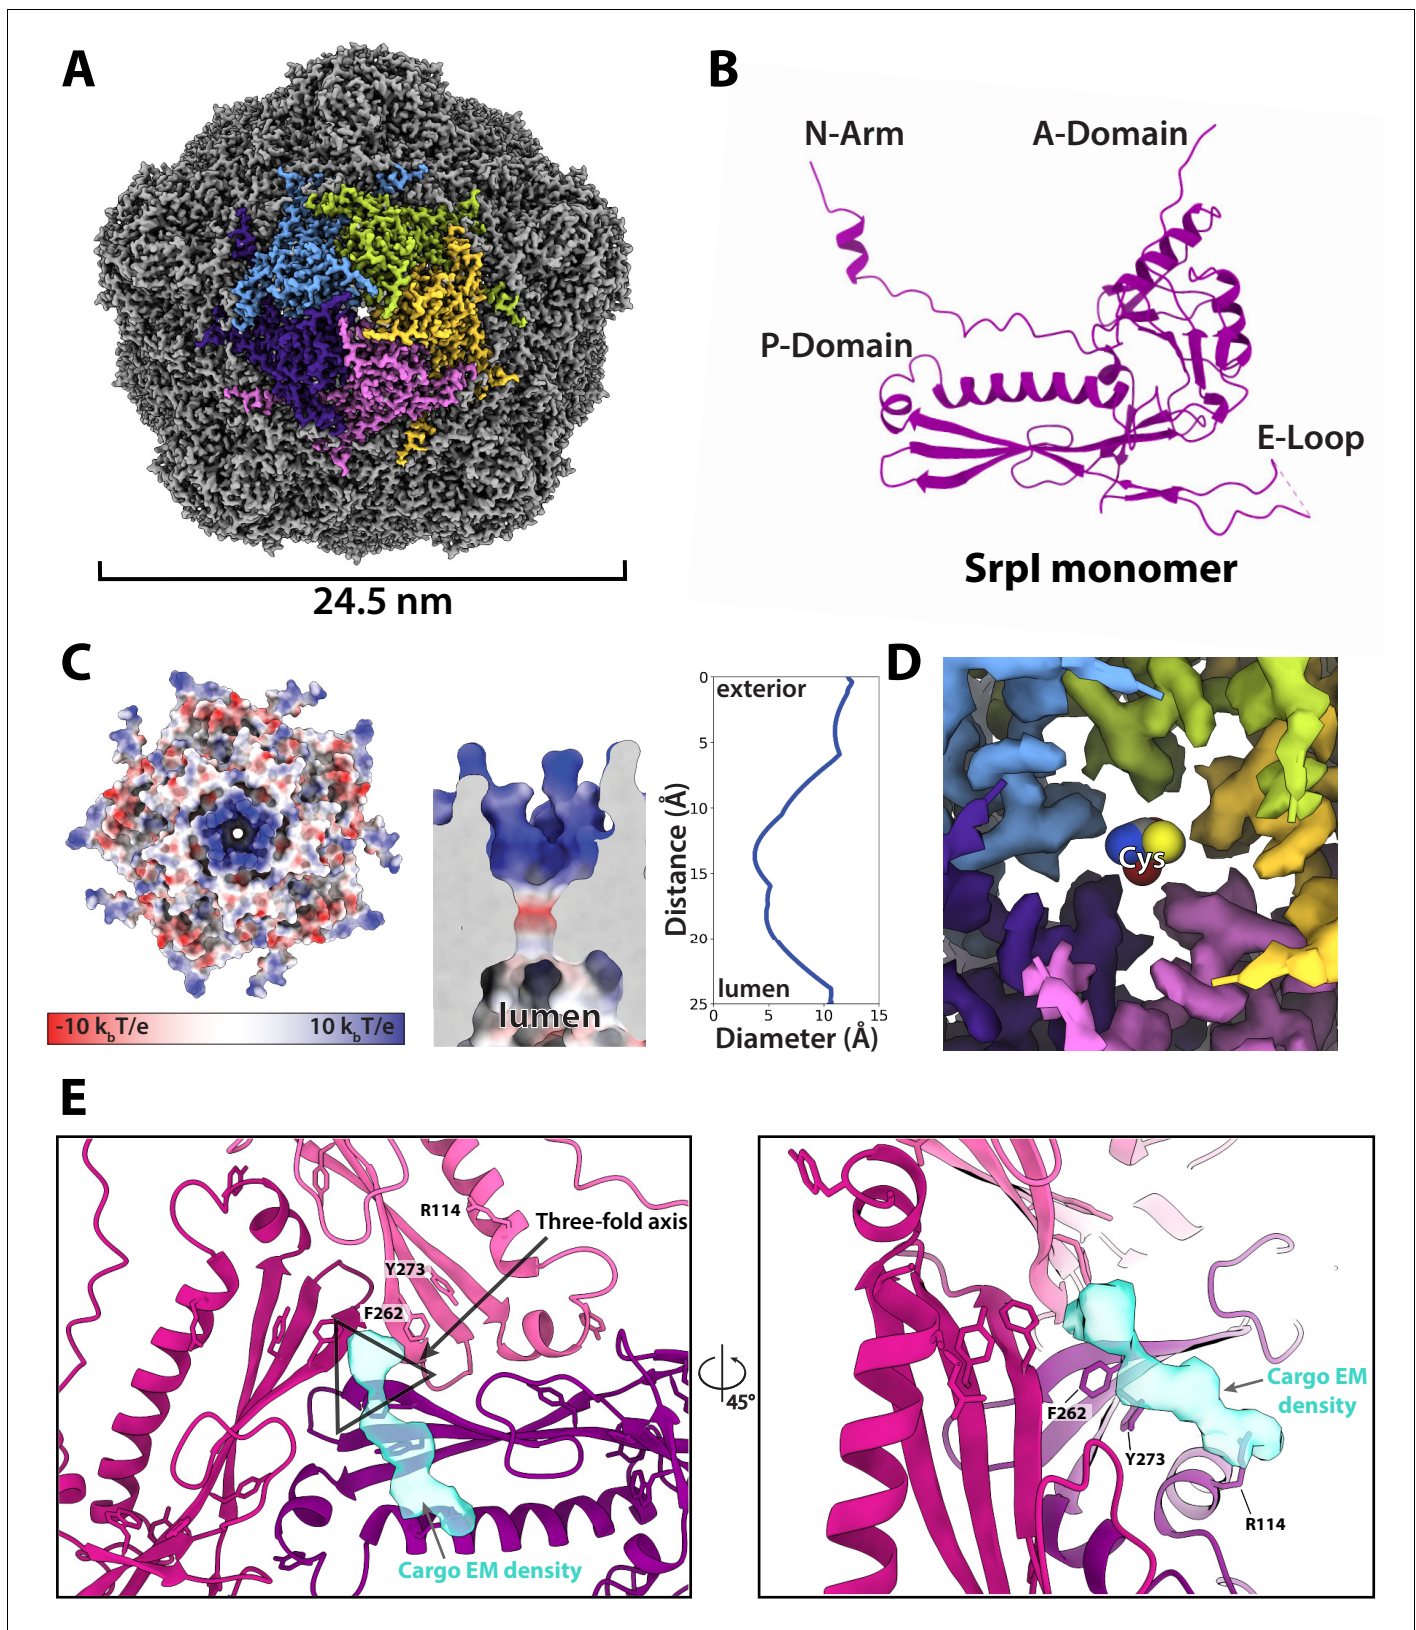 A
24.5 nm
B
N-Arm
A-Domain
P-Domain
E-Loop
SrpI monomer
C
-10 k_bT/e
10 k_bT/e
lumen
exterior
lumen
0
5
10
15
20
25
Distance (Å)
0
5
10
15
Diameter (Å)
D
Cys
E
R114
Three-fold axis
Y273
F262
Cargo EM density
45°
F262
Y273
R114
Cargo EM
density